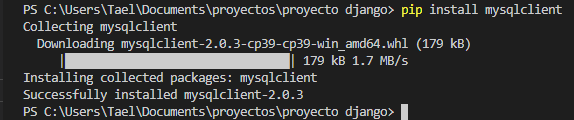 PS C:\Users\Tael\Documents\proyectos\proyecto django> pip install mysqlclient
Collecting mysqlclient
  Downloading mysqlclient-2.0.3-cp39-cp39-win_amd64.whl (179 kB)
     |████████████████████████████████| 179 kB 1.7 MB/s
Installing collected packages: mysqlclient
Successfully installed mysqlclient-2.0.3
PS C:\Users\Tael\Documents\proyectos\proyecto django>